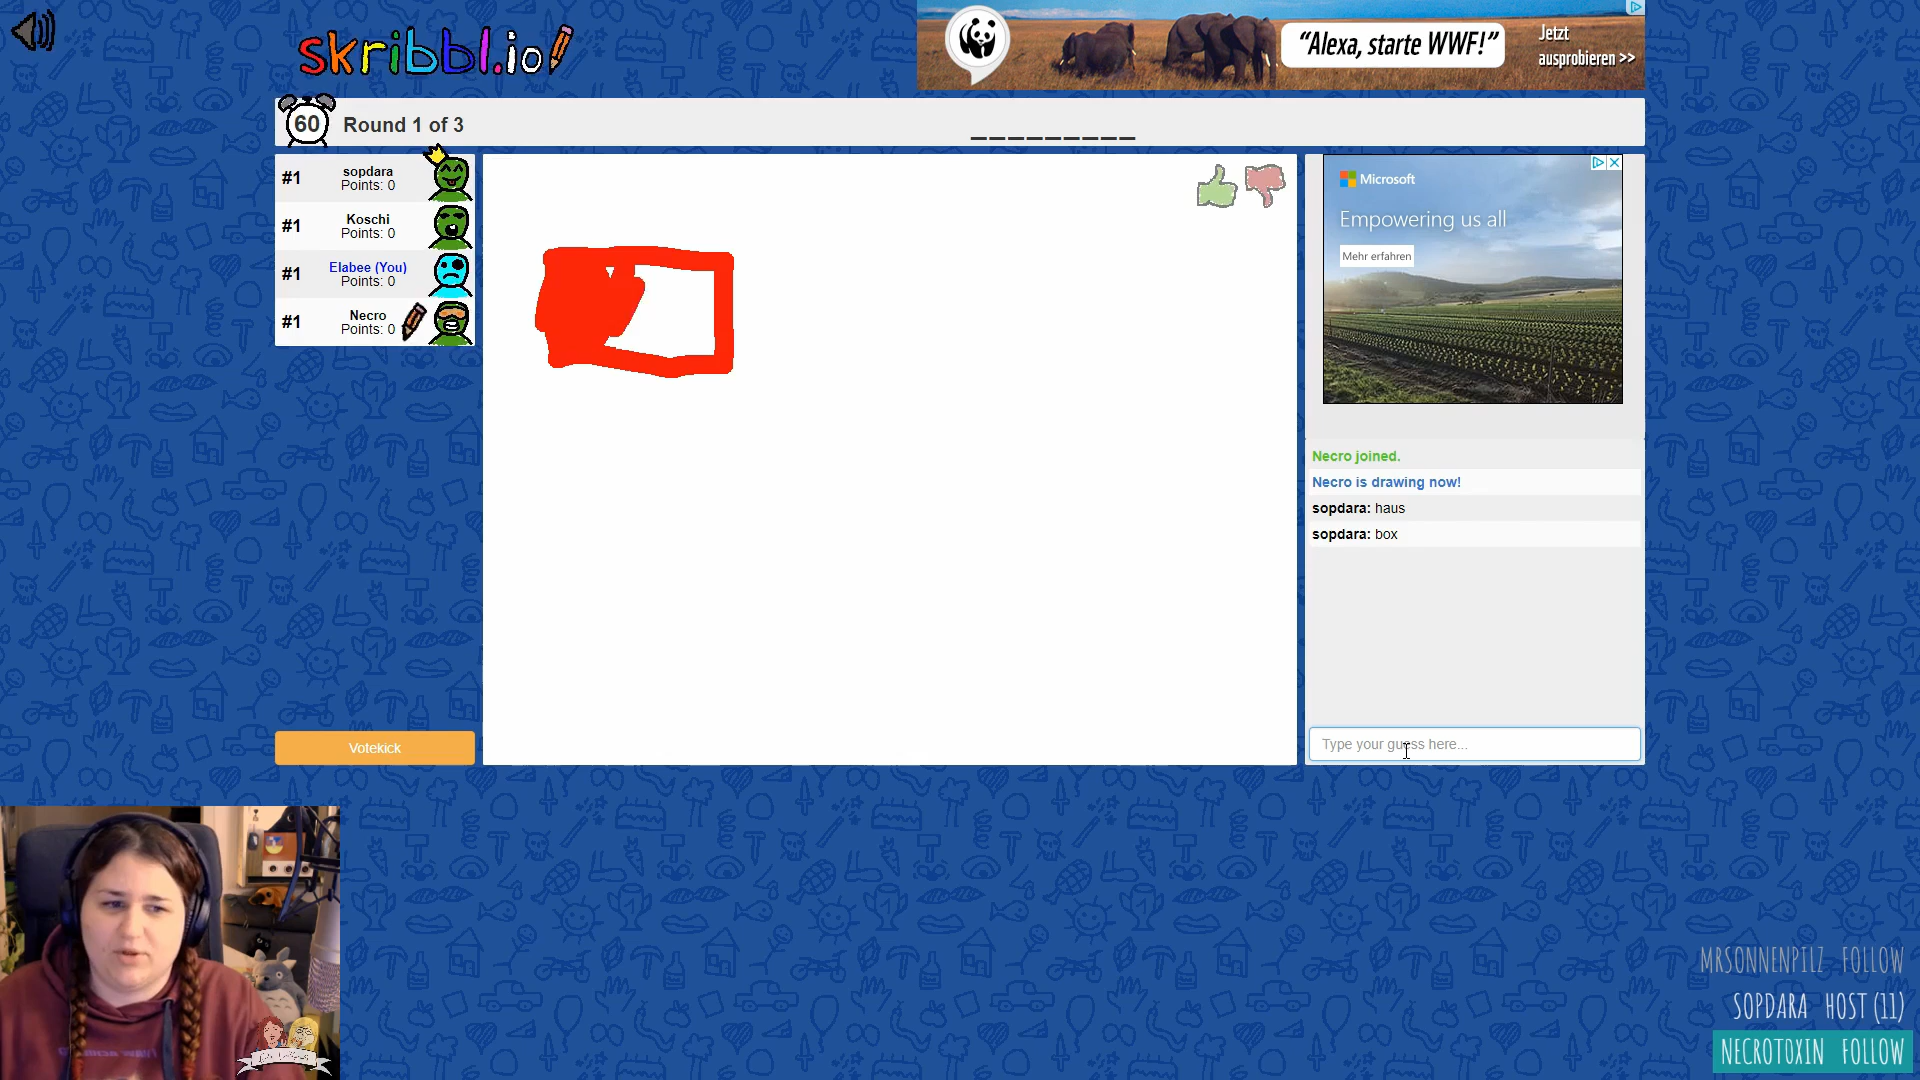 skribbl.io
"Alexa, starte WWF!"
Jetzt
ausprobieren >>
60
Round 1 of 3
_________
#1
sopdara
Points: 0
#1
Koschi
Points: 0
#1
Elabee (You)
Points: 0
#1
Necro
Points: 0
Votekick
Microsoft
Empowering us all
Mehr erfahren
Necro joined.
Necro is drawing now!
sopdara: haus
sopdara: box
Type your guess here...
MRSONNENPILZ FOLLOW
SOPDARA HOST (11)
NECROTOXIN FOLLOW